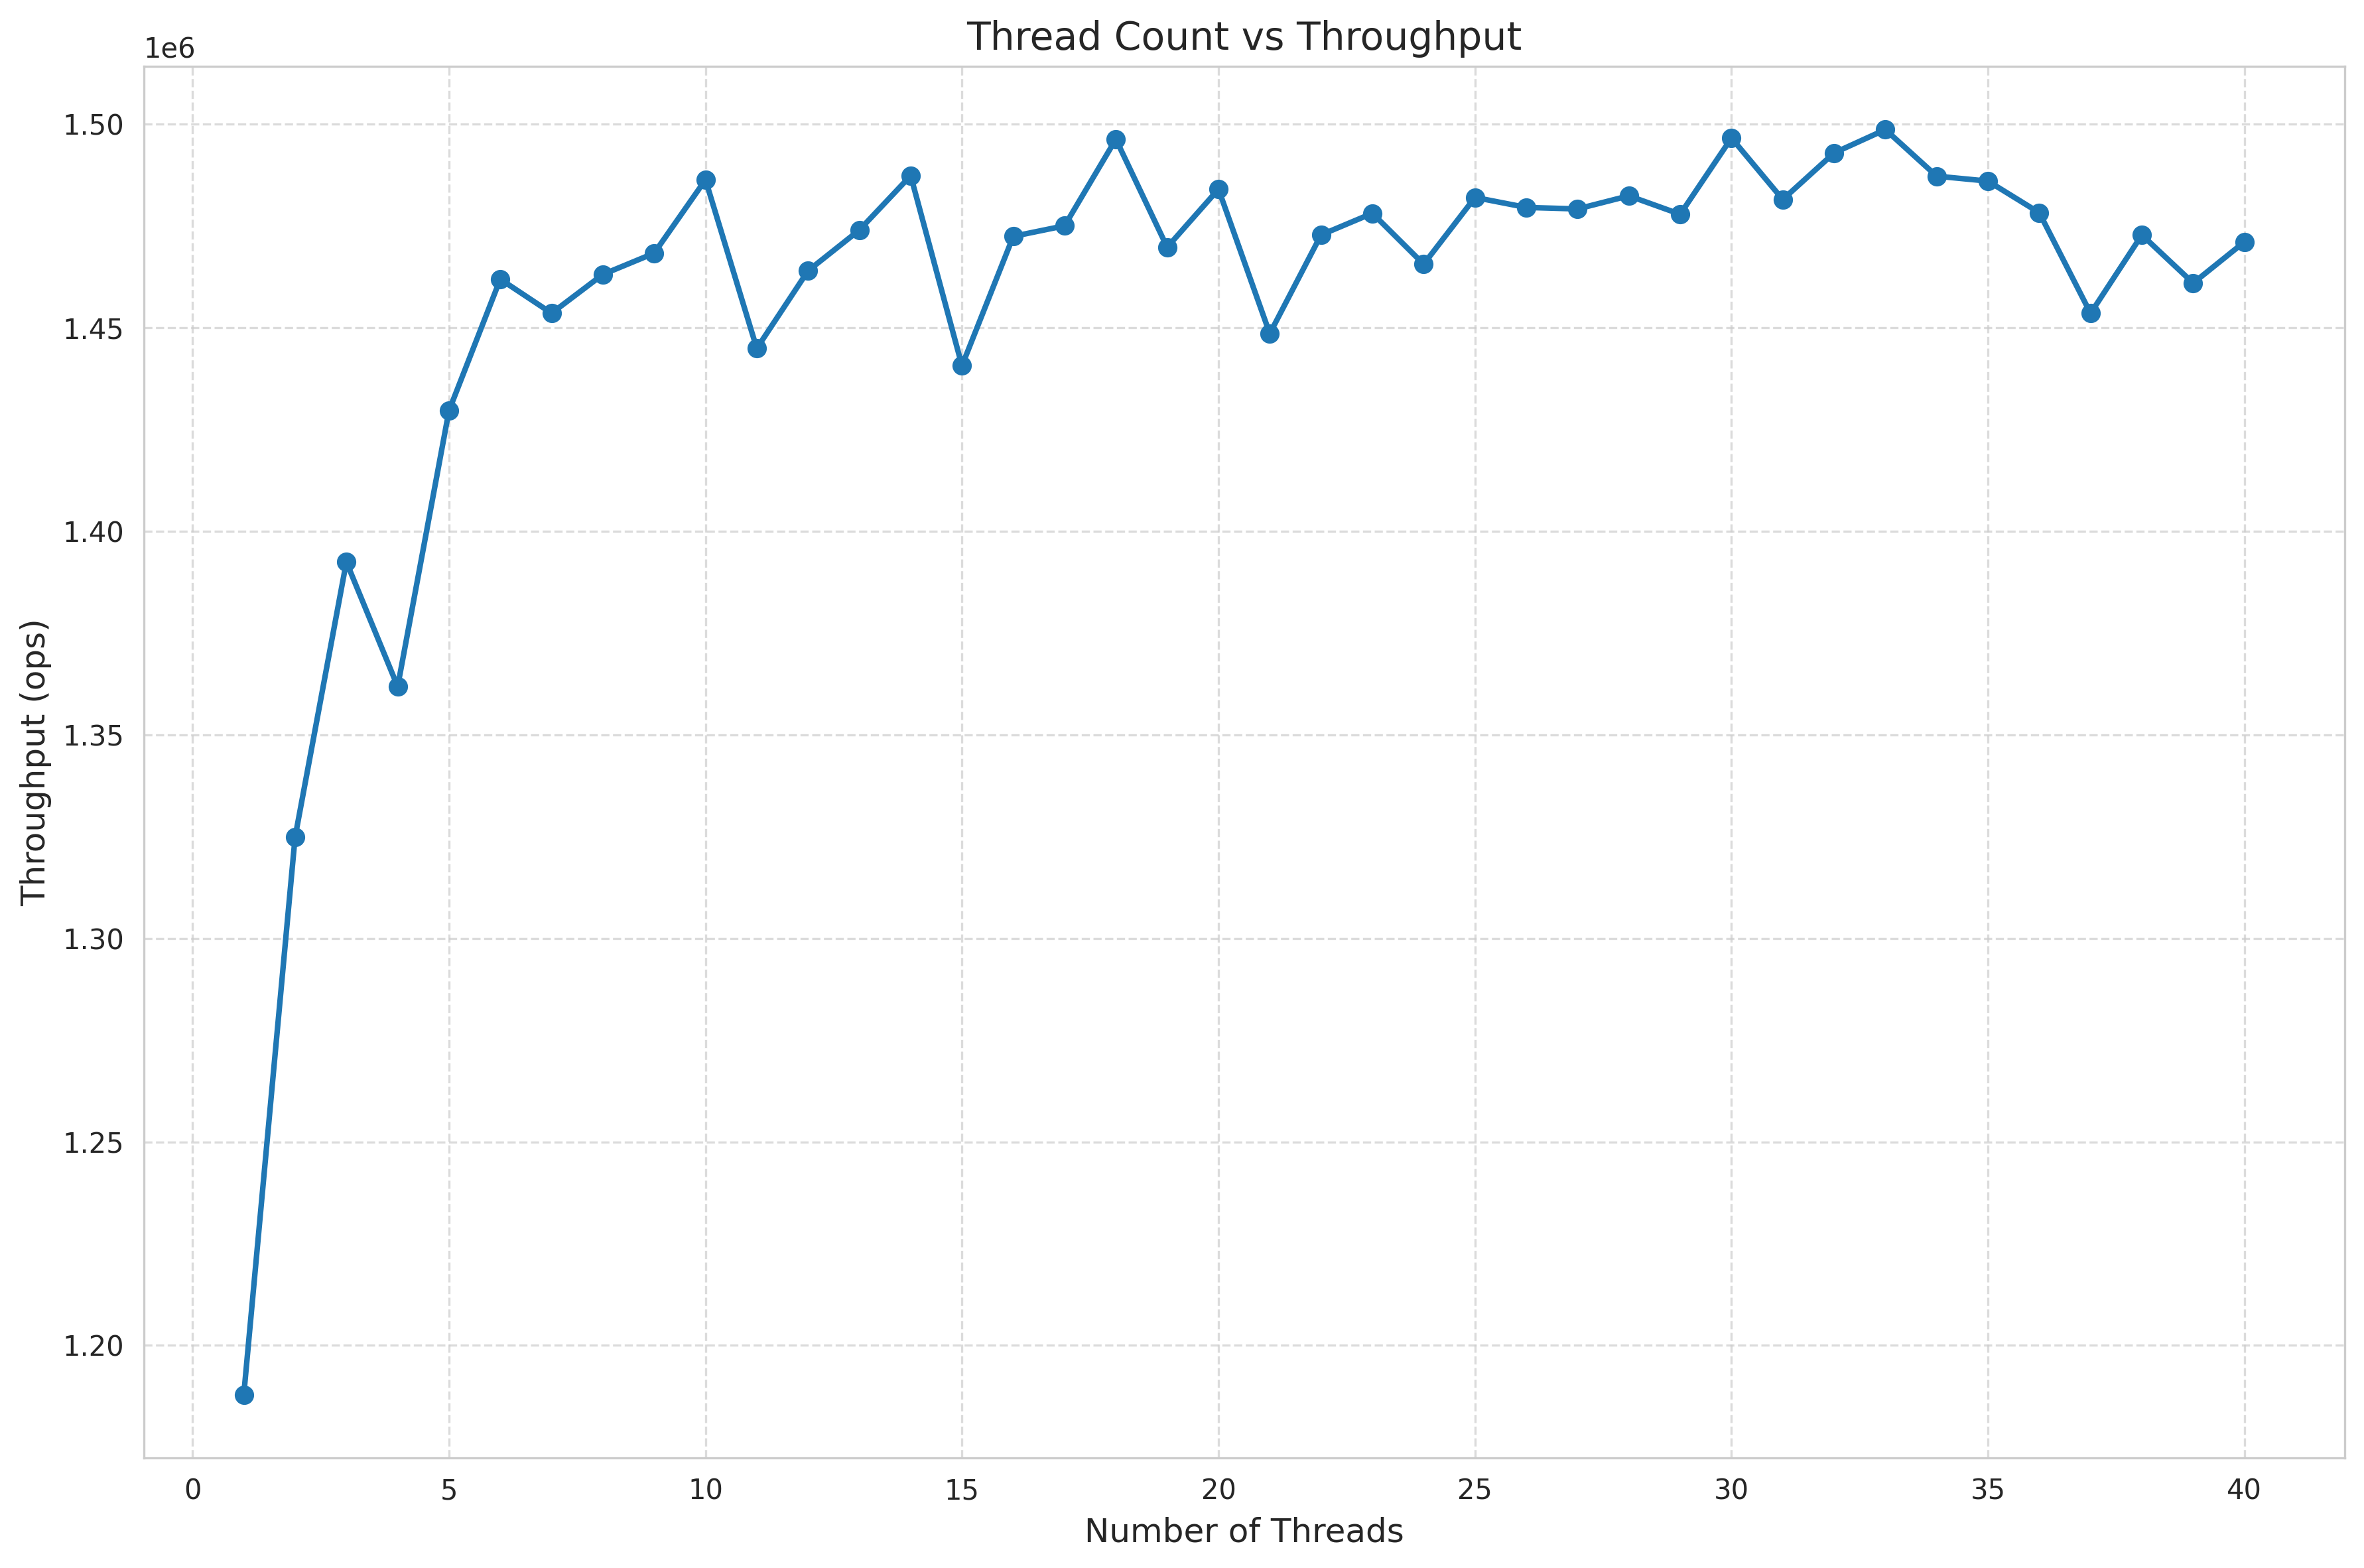 Thread Count vs Throughput
1e6
1.50
1.45
1.40
1.35
1.30
1.25
1.20
Throughput (ops)
0 5 10 15 20 25 30 35 40
Number of Threads